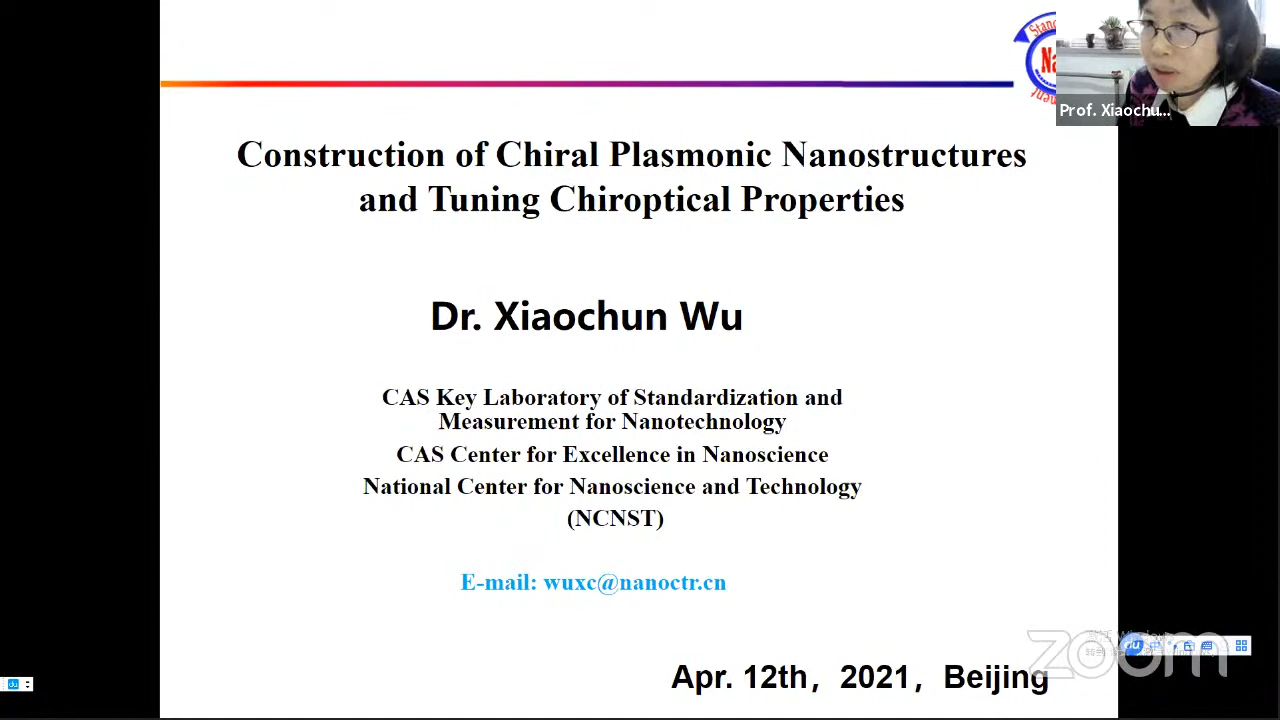 Construction of Chiral Plasmonic Nanostructures
and Tuning Chiroptical Properties
Prof. Xiaochu...
Dr. Xiaochun Wu
CAS Key Laboratory of Standardization and
Measurement for Nanotechnology
CAS Center for Excellence in Nanoscience
National Center for Nanoscience and Technology
(NCNST)
E-mail: wuxc@nanoctr.cn
zoom
Apr. 12th，2021，Beijing